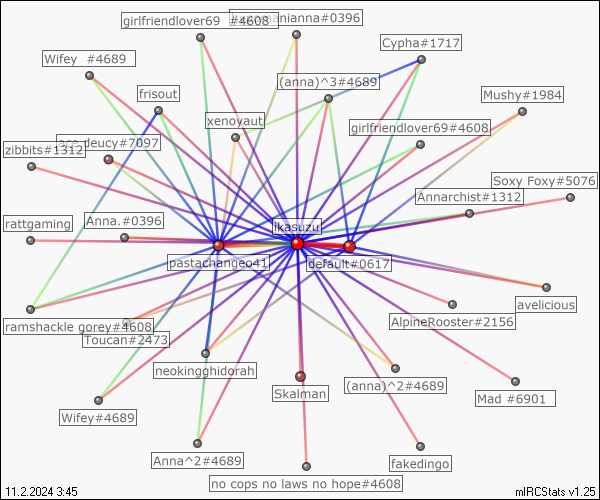 girlfriendlover69 #4608
manianna#0396
Cypha#1717
Wifey #4689
(anna)^3#4689
frisout
Mushy#1984
xenoyaut
girlfriendlover69#4608
deucy#7097
zibbits#1312
Soxy Foxy#5076
Annarchist#1312
rattgaming
Anna.#0396
ikasuzu
pastachangeo41
default#0617
avelicious
ramshackle gorey#4608
AlpineRooster#2156
Toucan#2473
neokingghidorah
(anna)^2#4689
Skalman
Mad #6901
Wifey#4689
Anna^2#4689
fakedingo
no cops no laws no hope#4608
11.2.2024 3:45
mIRCStats v1.25